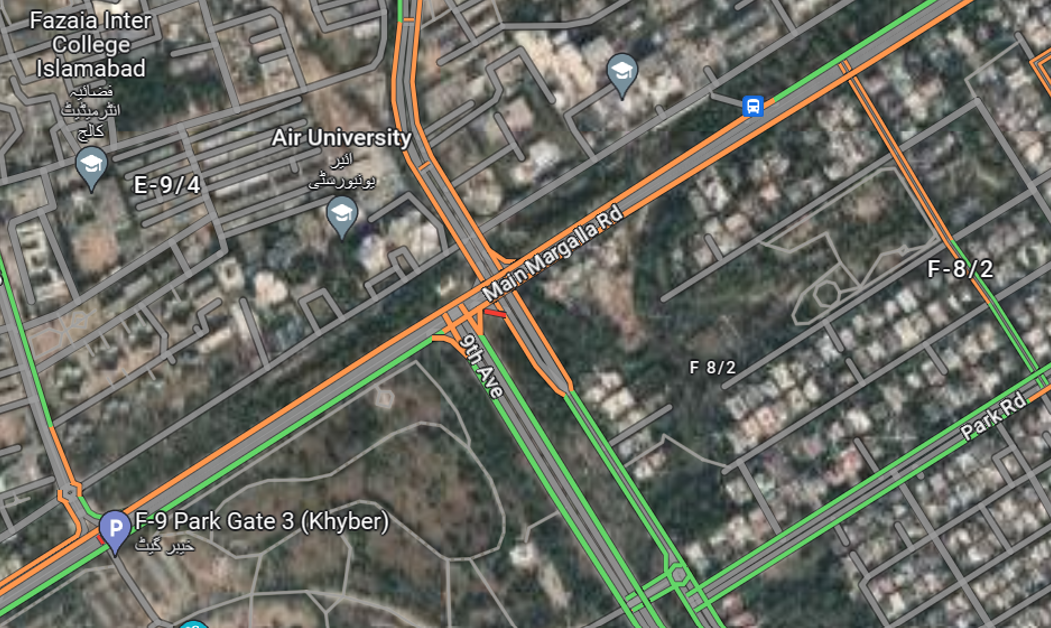 Fazaia Inter
College
Islamabad
فضائیہ
انٹرمیڈیٹ
کالج
Air University
ائیر
یونیورسٹی
E-9/4
Main Margalla Rd
F-8/2
9th Ave
F 8/2
Park Rd
P
F-9 Park Gate 3 (Khyber)
خیبر گیٹ